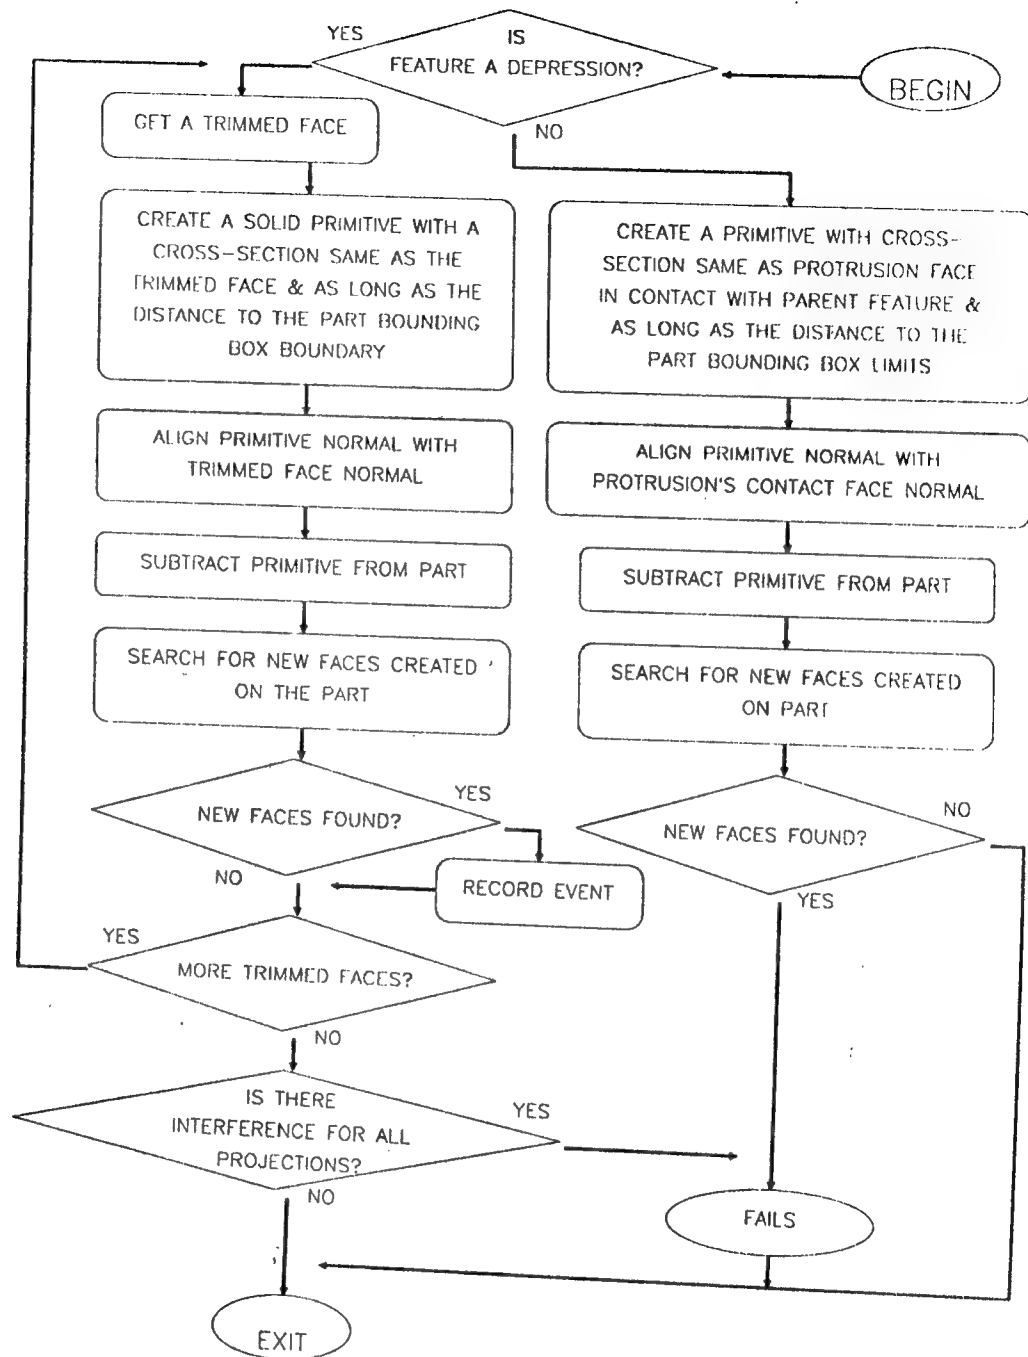 YES
IS
FEATURE A DEPRESSION?
BEGIN
NO
GET A TRIMMED FACE
CREATE A SOLID PRIMITIVE WITH A
CROSS-SECTION SAME AS THE
TRIMMED FACE & AS LONG AS THE
DISTANCE TO THE PART BOUNDING
BOX BOUNDARY
CREATE A PRIMITIVE WITH CROSS-
SECTION SAME AS PROTRUSION FACE
IN CONTACT WITH PARENT FEATURE &
AS LONG AS THE DISTANCE TO THE
PART BOUNDING BOX LIMITS
ALIGN PRIMITIVE NORMAL WITH
TRIMMED FACE NORMAL
ALIGN PRIMITIVE NORMAL WITH
PROTRUSION'S CONTACT FACE NORMAL
SUBTRACT PRIMITIVE FROM PART
SUBTRACT PRIMITIVE FROM PART
SEARCH FOR NEW FACES CREATED
ON THE PART
SEARCH FOR NEW FACES CREATED
ON PART
NEW FACES FOUND?
YES
NO
NEW FACES FOUND?
NO
YES
RECORD EVENT
YES
MORE TRIMMED FACES?
NO
IS THERE
INTERFERENCE FOR ALL
PROJECTIONS?
YES
NO
FAILS
EXIT